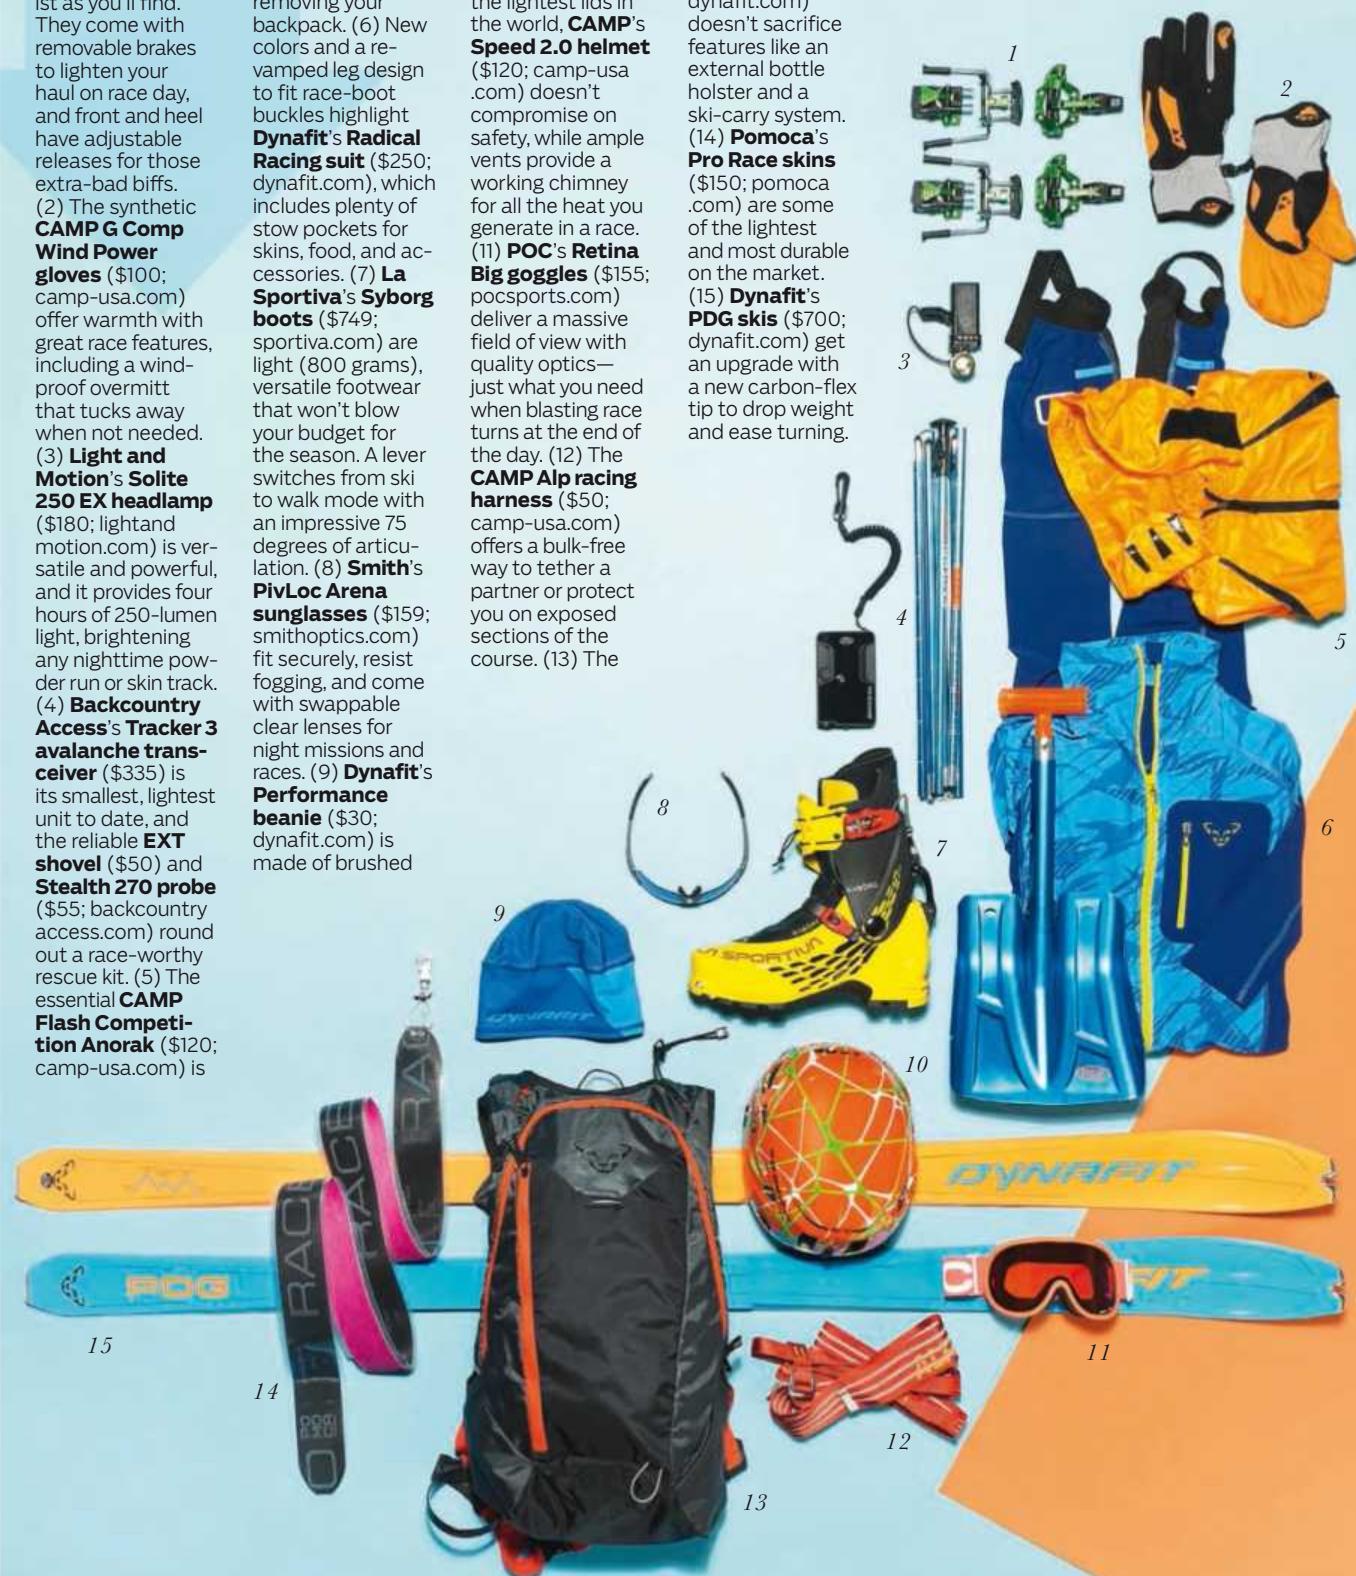 ist as you'll find.
They come with
removable brakes
to lighten your
haul on race day,
and front and heel
have adjustable
releases for those
extra-bad biffs.
(2) The synthetic
CAMP G Comp
Wind Power
gloves ($100;
camp-usa.com)
offer warmth with
great race features,
including a wind-
proof overmitt
that tucks away
when not needed.
(3) Light and
Motion's Solite
250 EX headlamp
($180; lightand
motion.com) is ver-
satile and powerful,
and it provides four
hours of 250-lumen
light, brightening
any nighttime pow-
der run or skin track.
(4) Backcountry
Access's Tracker 3
avalanche trans-
ceiver ($335) is
its smallest, lightest
unit to date, and
the reliable EXT
shovel ($50) and
Stealth 270 probe
($55; backcountry
access.com) round
out a race-worthy
rescue kit. (5) The
essential CAMP
Flash Competi-
tion Anorak ($120;
camp-usa.com) is
removing your
backpack. (6) New
colors and a re-
vamped leg design
to fit race-boot
buckles highlight
Dynafit's Radical
Racing suit ($250;
dynafit.com), which
includes plenty of
stow pockets for
skins, food, and ac-
cessories. (7) La
Sportiva's Syborg
boots ($749;
sportiva.com) are
light (800 grams),
versatile footwear
that won't blow
your budget for
the season. A lever
switches from ski
to walk mode with
an impressive 75
degrees of articu-
lation. (8) Smith's
PivLoc Arena
sunglasses ($159;
smithoptics.com)
fit securely, resist
fogging, and come
with swappable
clear lenses for
night missions and
races. (9) Dynafit's
Performance
beanie ($30;
dynafit.com) is
made of brushed
the lightest lids in
the world, CAMP's
Speed 2.0 helmet
($120; camp-usa
.com) doesn't
compromise on
safety, while ample
vents provide a
working chimney
for all the heat you
generate in a race.
(11) POC's Retina
Big goggles ($155;
pocsports.com)
deliver a massive
field of view with
quality optics—
just what you need
when blasting race
turns at the end of
the day. (12) The
CAMP Alp racing
harness ($50;
camp-usa.com)
offers a bulk-free
way to tether a
partner or protect
you on exposed
sections of the
course. (13) The
dynafit.com)
doesn't sacrifice
features like an
external bottle
holster and a
ski-carry system.
(14) Pomoca's
Pro Race skins
($150; pomoca
.com) are some
of the lightest
and most durable
on the market.
(15) Dynafit's
PDG skis ($700;
dynafit.com) get
an upgrade with
a new carbon-flex
tip to drop weight
and ease turning.
1
2
3
4
5
6
7
8
9
10
11
12
13
14
15
LA SPORTIVA
DYNAFIT
DYNAFIT
PDG
FIT
RACE
RACE
RA